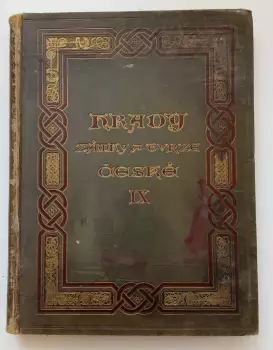 HRADY
ZÁMKY A TVRZE
ČESKÉ
IX